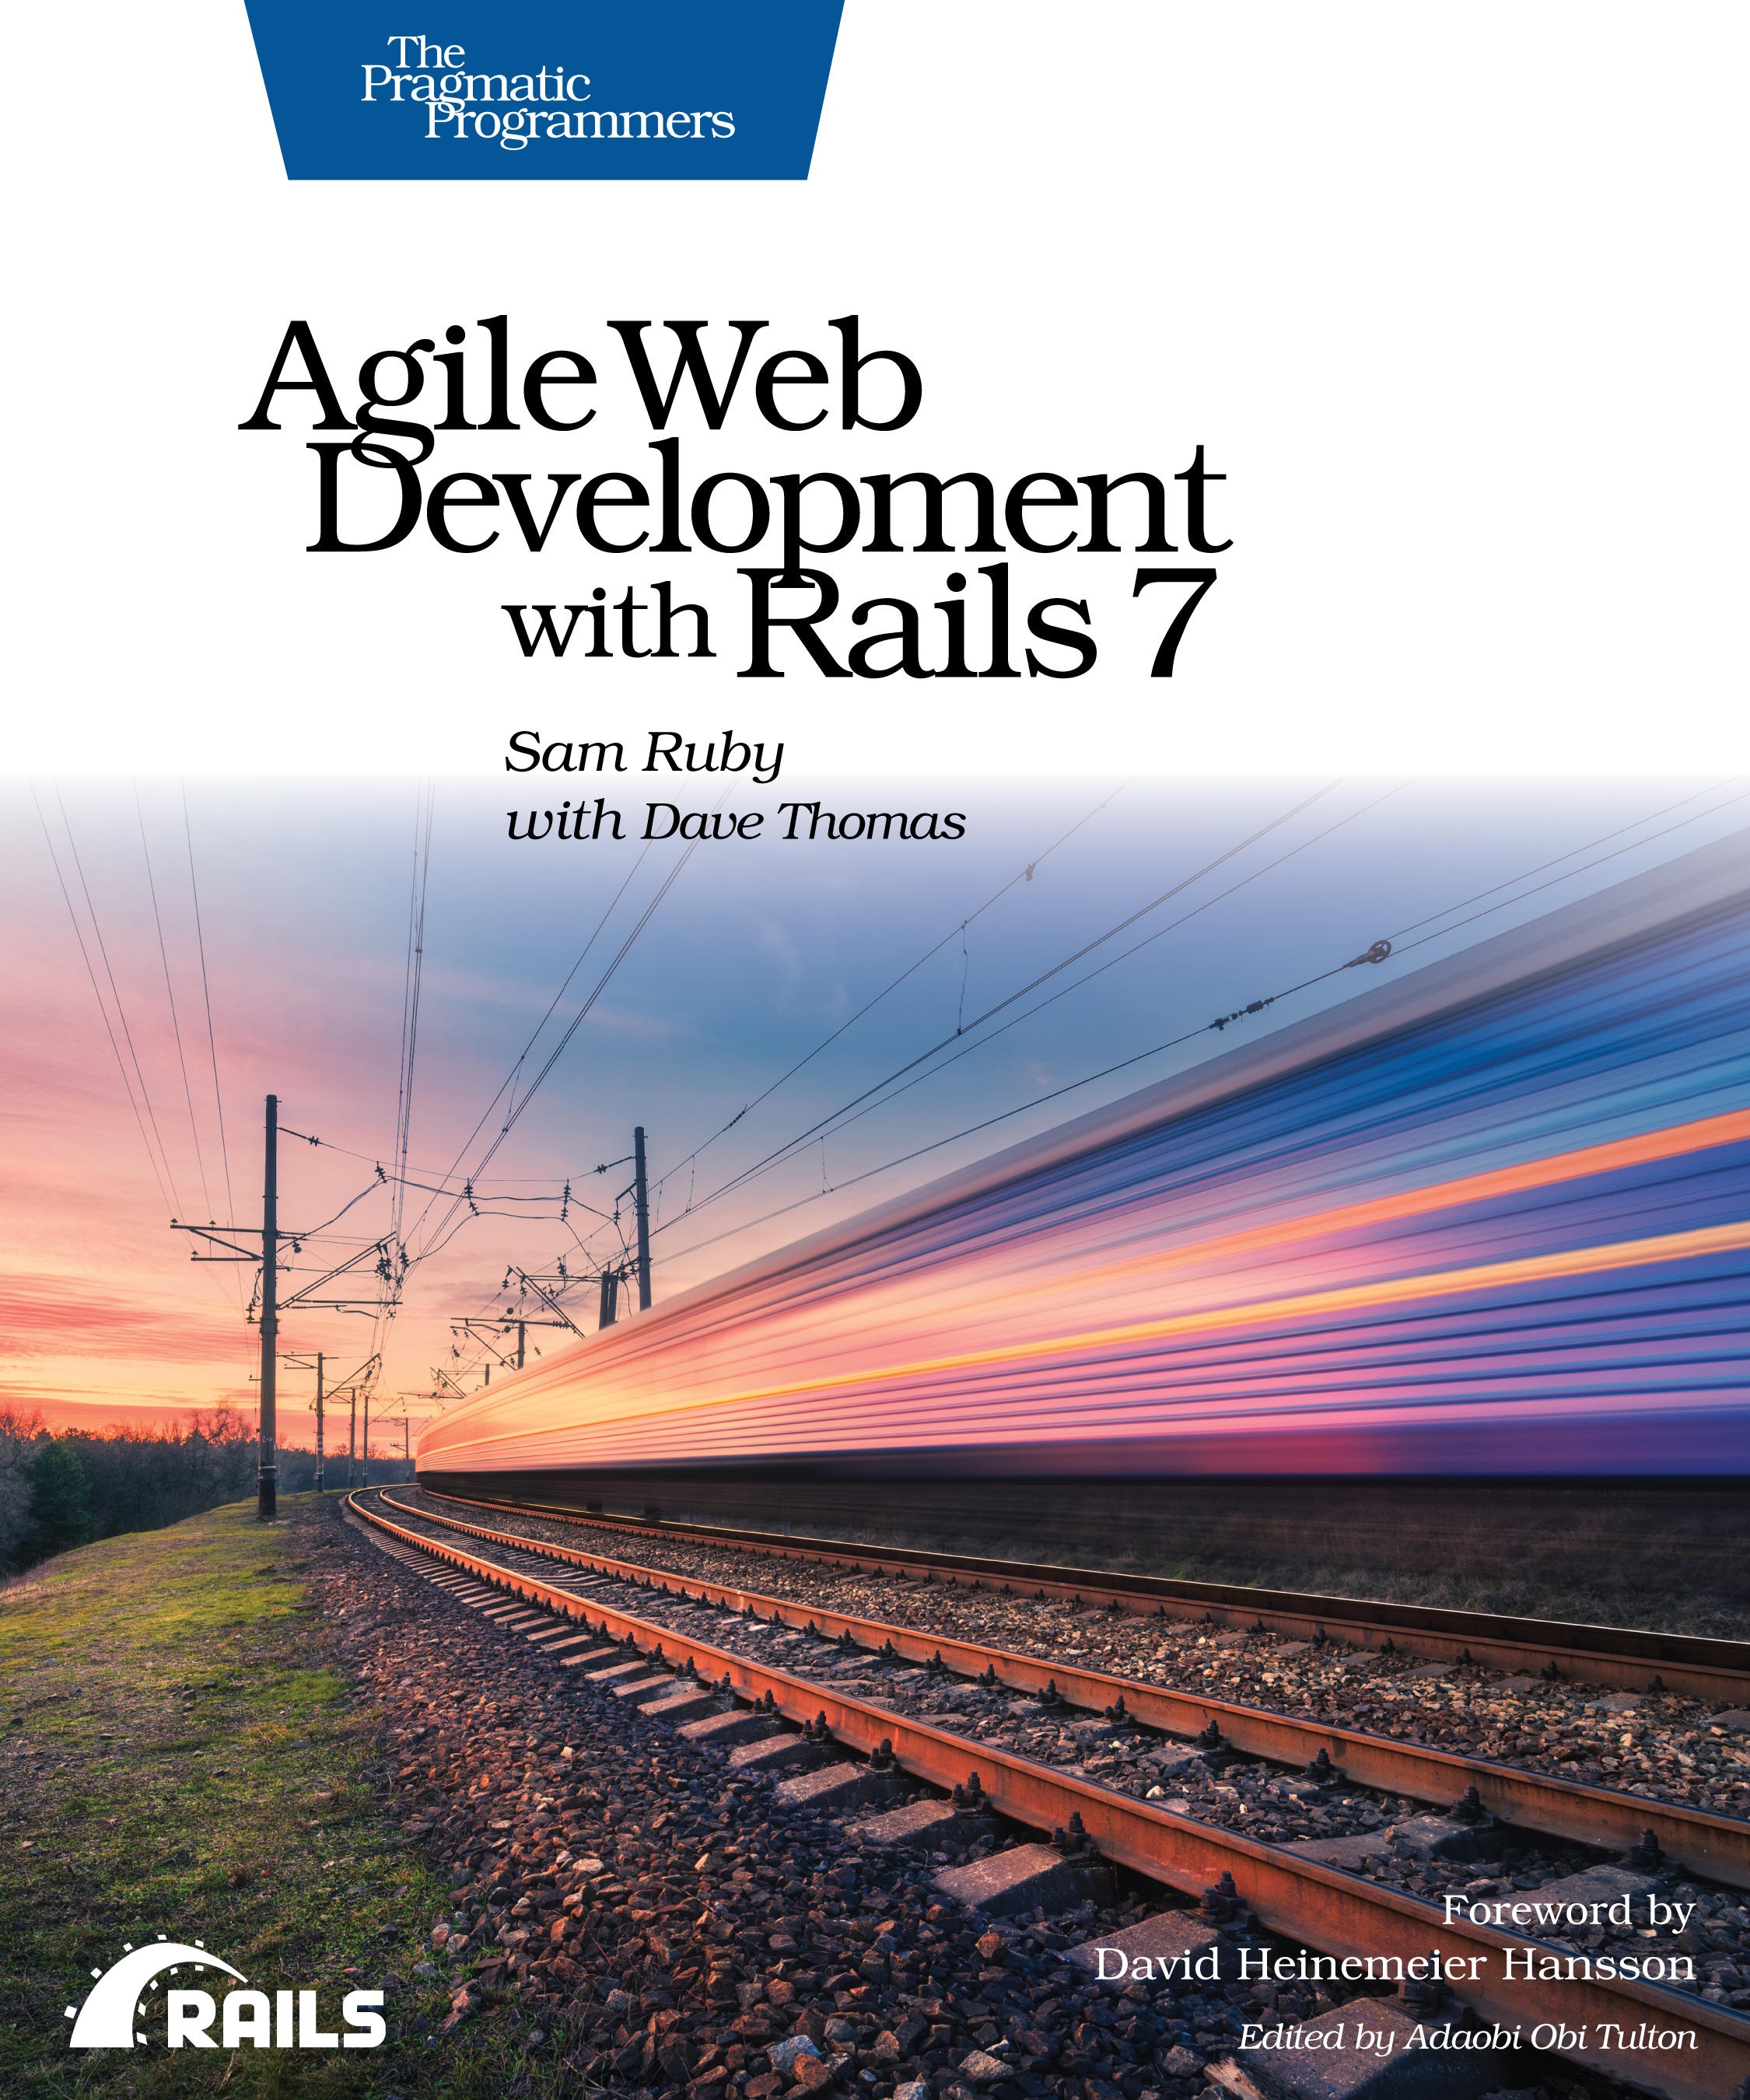 The
Pragmatic
Programmers
Agile Web
Development
with Rails 7
Sam Ruby
with Dave Thomas
Foreword by
David Heinemeier Hansson
Edited by Adaobi Obi Tulton
RAILS